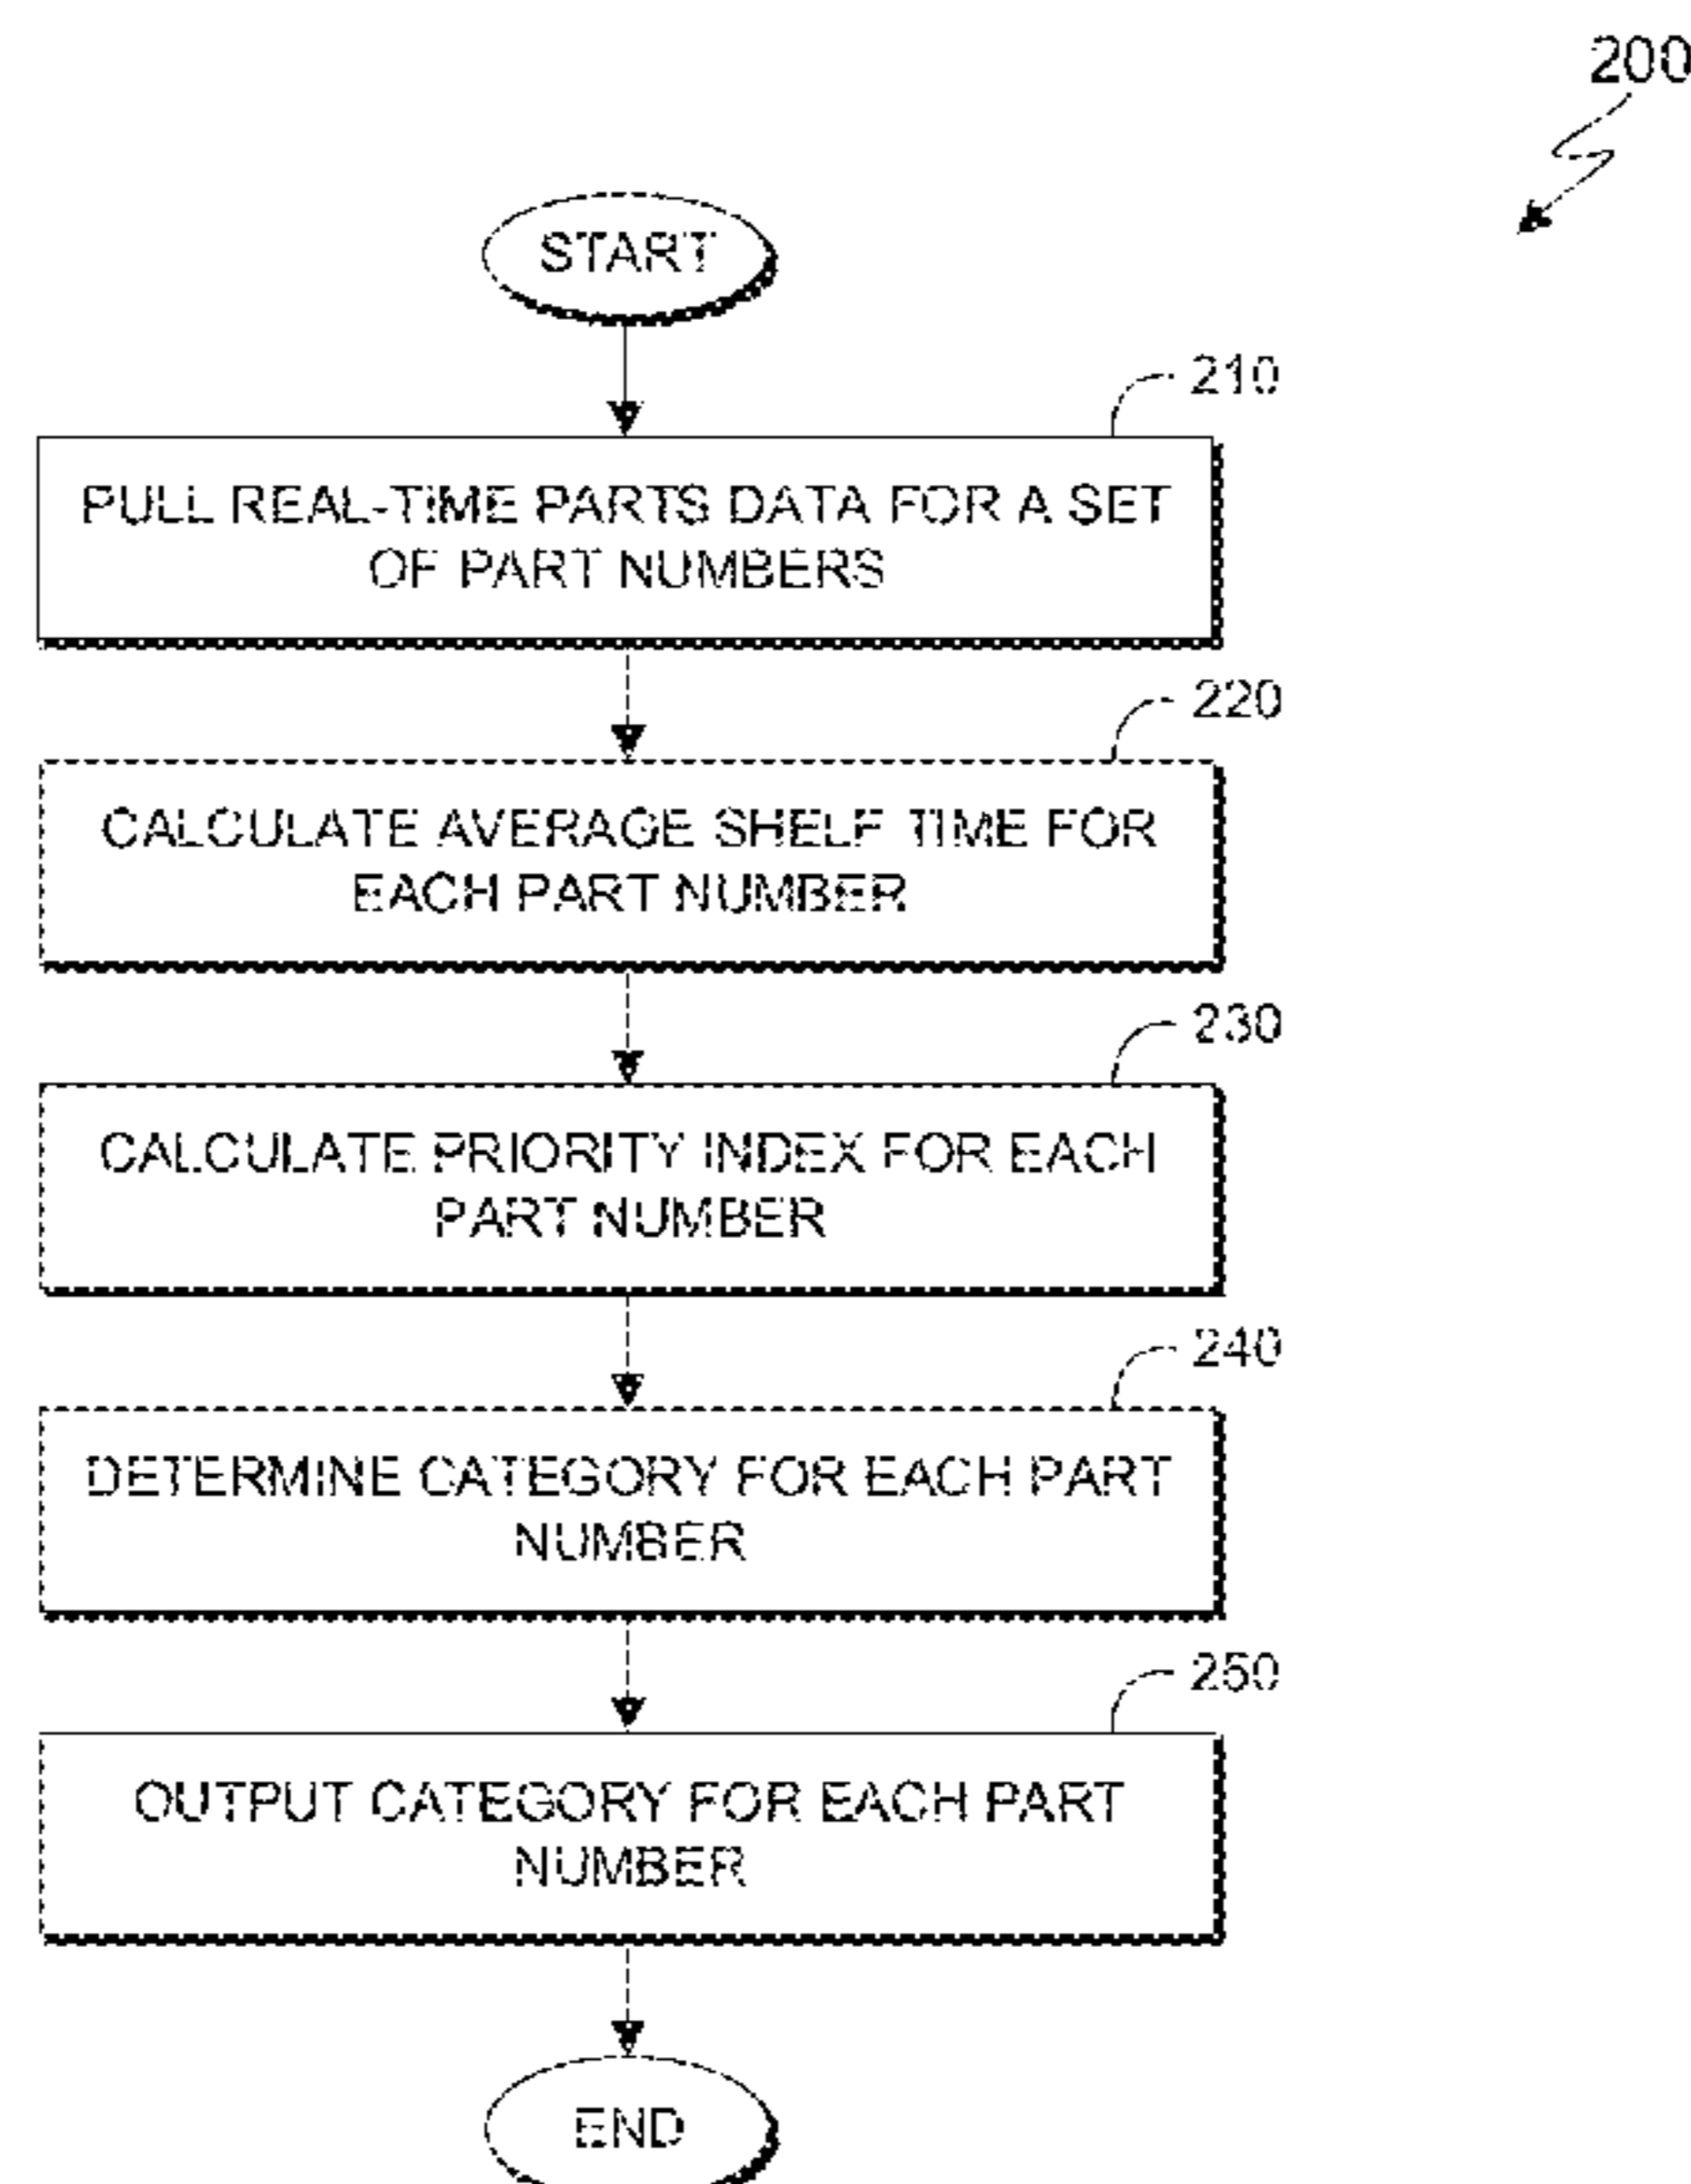 200
START
210
PULL REAL-TIME PARTS DATA FOR A SET
OF PART NUMBERS
220
CALCULATE AVERAGE SHELF TIME FOR
EACH PART NUMBER
230
CALCULATE PRIORITY INDEX FOR EACH
PART NUMBER
240
DETERMINE CATEGORY FOR EACH PART
NUMBER
250
OUTPUT CATEGORY FOR EACH PART
NUMBER
END